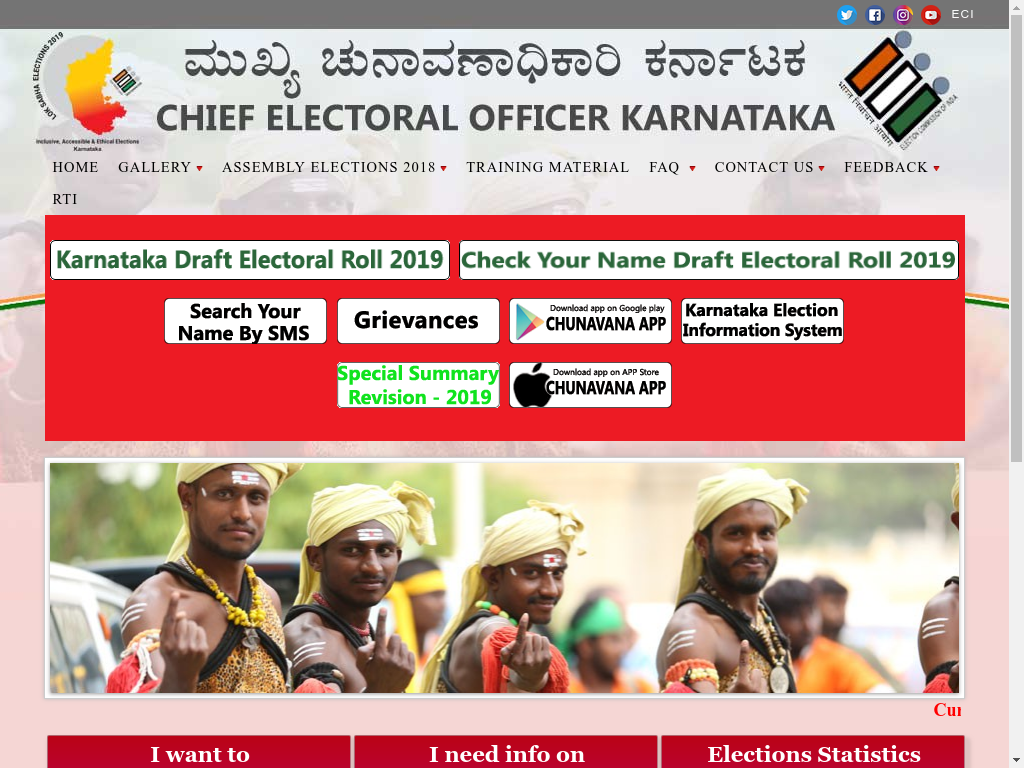 ECI
LOK SABHA ELECTIONS 2019
Inclusive, Accessible & Ethical Elections
Karnataka
ಮುಖ್ಯ ಚುನಾವಣಾಧಿಕಾರಿ ಕರ್ನಾಟಕ
CHIEF ELECTORAL OFFICER KARNATAKA
भारत निर्वाचन आयोग
ELECTION COMMISSION OF INDIA
HOME GALLERY ASSEMBLY ELECTIONS 2018 TRAINING MATERIAL FAQ CONTACT US FEEDBACK
RTI
Karnataka Draft Electoral Roll 2019 Check Your Name Draft Electoral Roll 2019
Search Your
Name By SMS
Grievances
Download app on Google play
CHUNAVANA APP
Karnataka Election
Information System
Special Summary
Revision - 2019
Download app on APP Store
CHUNAVANA APP
I want to I need info on Elections Statistics